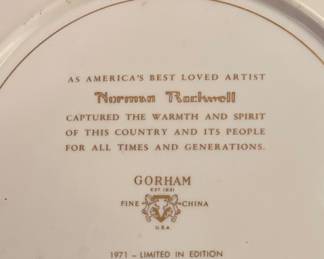 AS AMERICA'S BEST LOVED ARTIST
Norman Rockwell
CAPTURED THE WARMTH AND SPIRIT
OF THIS COUNTRY AND ITS PEOPLE
FOR ALL TIMES AND GENERATIONS.
GORHAM
EST 1831
FINE CHINA
U.S.A.
1971 – LIMITED IN EDITION